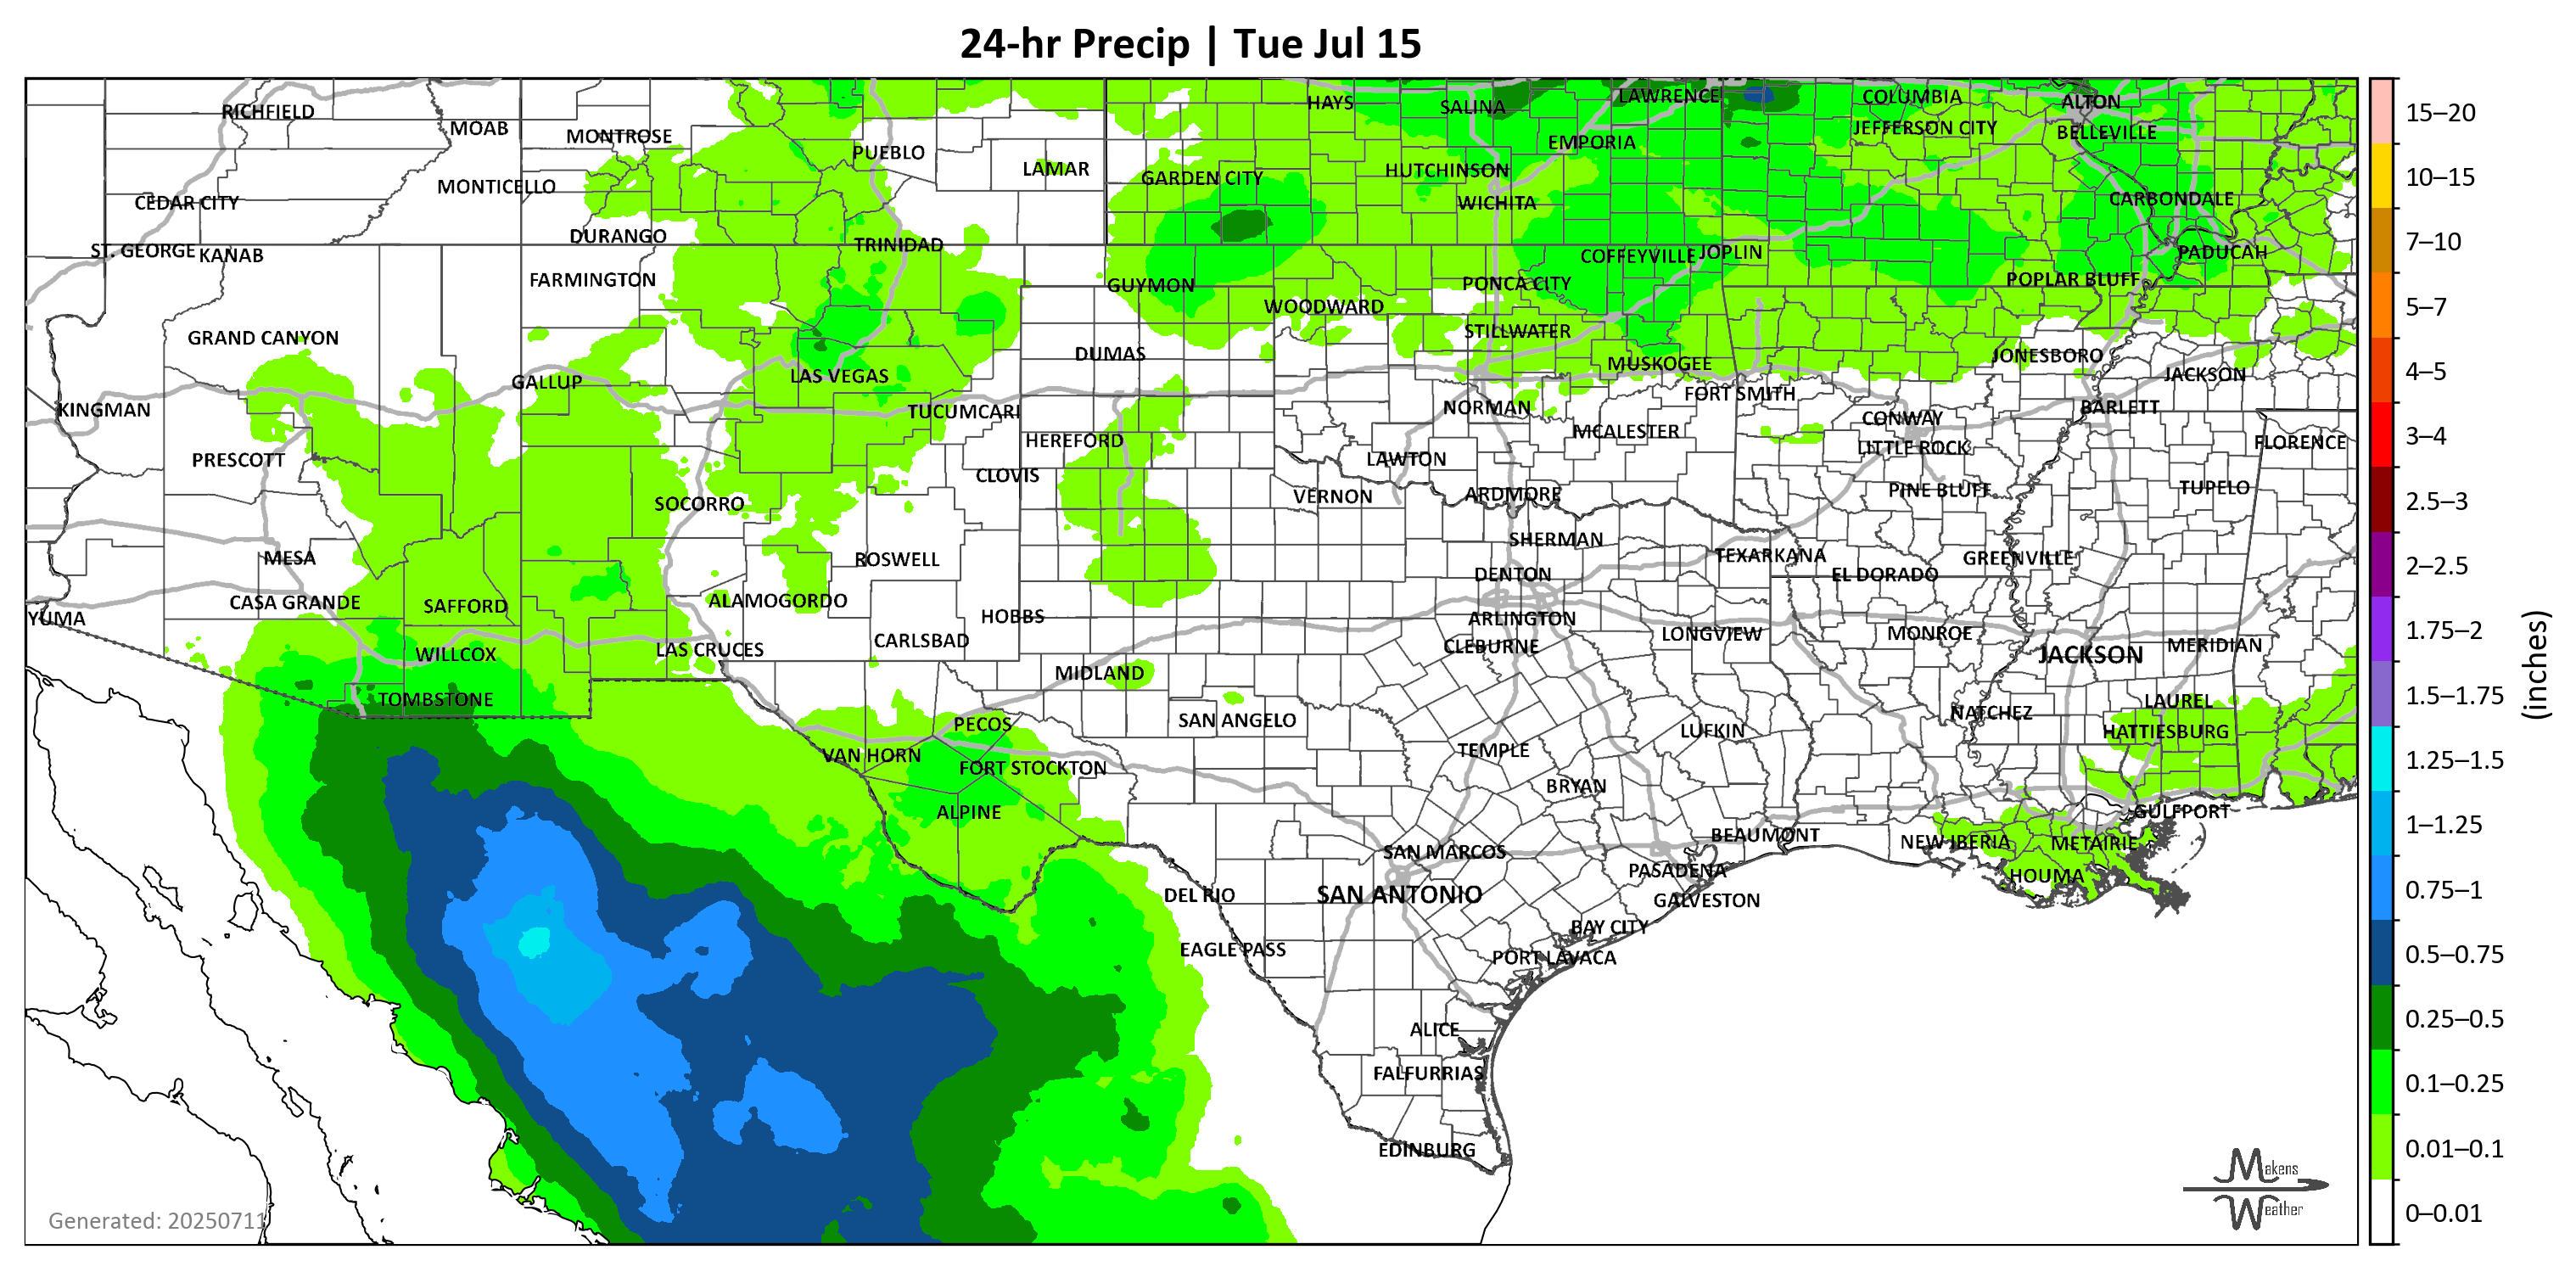 24-hr Precip | Tue Jul 15
RICHFIELD
MOAB
MONTROSE
PUEBLO
LAMAR
HAYS
SALINA
LAWRENCE
COLUMBIA
ALTON
JEFFERSON CITY
BELLEVILLE
EMPORIA
HUTCHINSON
GARDEN CITY
MONTICELLO
CEDAR CITY
WICHITA
CARBONDALE
DURANGO
TRINIDAD
ST. GEORGE
KANAB
COFFEYVILLE
JOPLIN
PADUCAH
FARMINGTON
GUYMON
PONCA CITY
POPLAR BLUFF
WOODWARD
GRAND CANYON
STILLWATER
DUMAS
MUSKOGEE
JONESBORO
GALLUP
LAS VEGAS
JACKSON
KINGMAN
TUCUMCARI
NORMAN
FORT SMITH
CONWAY
BARLETT
HEREFORD
MCALESTER
LITTLE ROCK
FLORENCE
PRESCOTT
CLOVIS
LAWTON
SOCORRO
VERNON
ARDMORE
PINE BLUFF
TUPELO
MESA
ROSWELL
SHERMAN
TEXARKANA
GREENVILLE
DENTON
EL DORADO
CASA GRANDE
SAFFORD
ALAMOGORDO
HOBBS
ARLINGTON
YUMA
CARLSBAD
CLEBURNE
LONGVIEW
MONROE
MERIDIAN
WILLCOX
LAS CRUCES
JACKSON
MIDLAND
TOMBSTONE
LAUREL
PECOS
SAN ANGELO
NATCHEZ
HATTIESBURG
VAN HORN
TEMPLE
LUFKIN
FORT STOCKTON
BRYAN
ALPINE
GULFPORT
BEAUMONT
NEW IBERIA
METAIRIE
SAN MARCOS
PASADENA
HOUMA
DEL RIO
SAN ANTONIO
GALVESTON
BAY CITY
EAGLE PASS
PORT LAVACA
ALICE
FALFURRIAS
EDINBURG
Generated: 20250711
Makens
Weather
15–20
10–15
7–10
5–7
4–5
3–4
2.5–3
2–2.5
1.75–2
1.5–1.75
1.25–1.5
1–1.25
0.75–1
0.5–0.75
0.25–0.5
0.1–0.25
0.01–0.1
0–0.01
(inches)